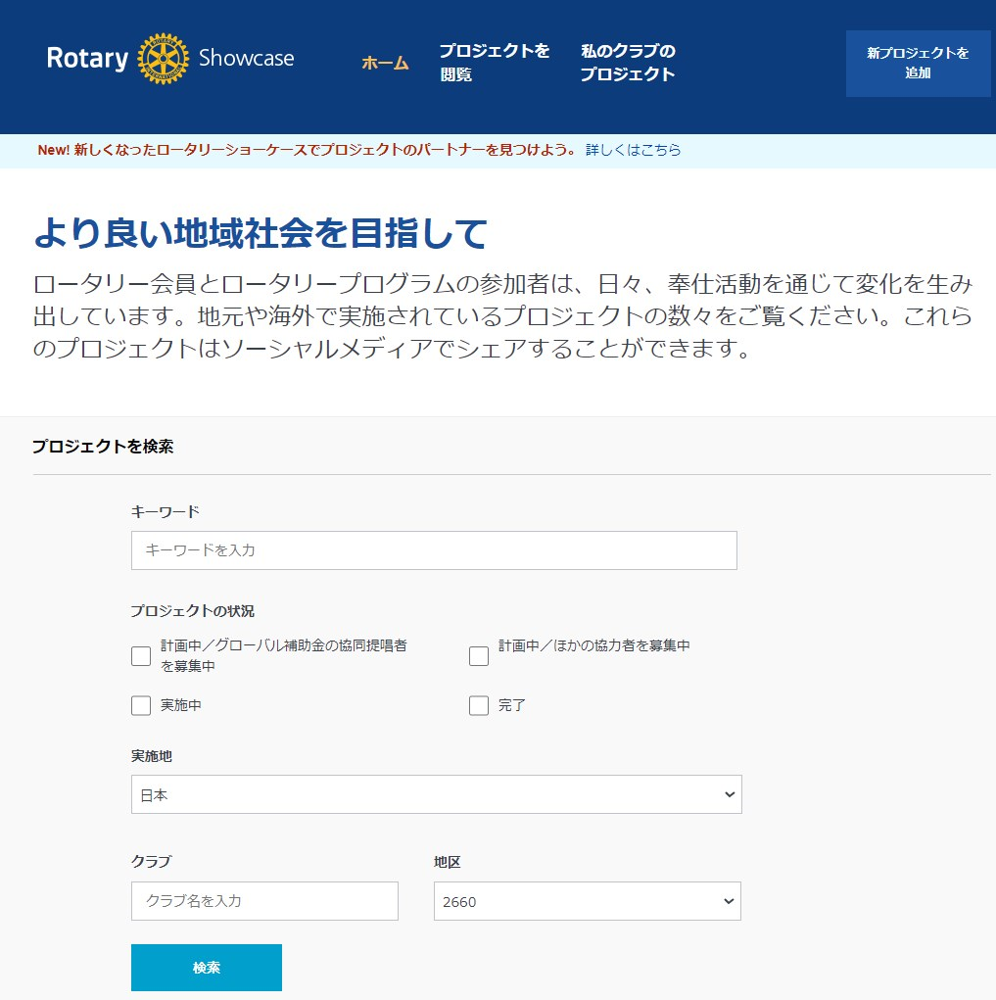 Rotary Showcase
ROTARY INTERNATIONAL
ホーム
プロジェクトを
閲覧
私のクラブの
プロジェクト
新プロジェクトを
追加
New! 新しくなったロータリーショーケースでプロジェクトのパートナーを見つけよう。 詳しくはこちら
より良い地域社会を目指して
ロータリー会員とロータリープログラムの参加者は、日々、奉仕活動を通じて変化を生み
出しています。地元や海外で実施されているプロジェクトの数々をご覧ください。これら
のプロジェクトはソーシャルメディアでシェアすることができます。
プロジェクトを検索
キーワード
キーワードを入力
プロジェクトの状況
計画中／グローバル補助金の協同提唱者
を募集中
計画中／ほかの協力者を募集中
実施中
完了
実施地
日本
クラブ
地区
クラブ名を入力
2660
検索